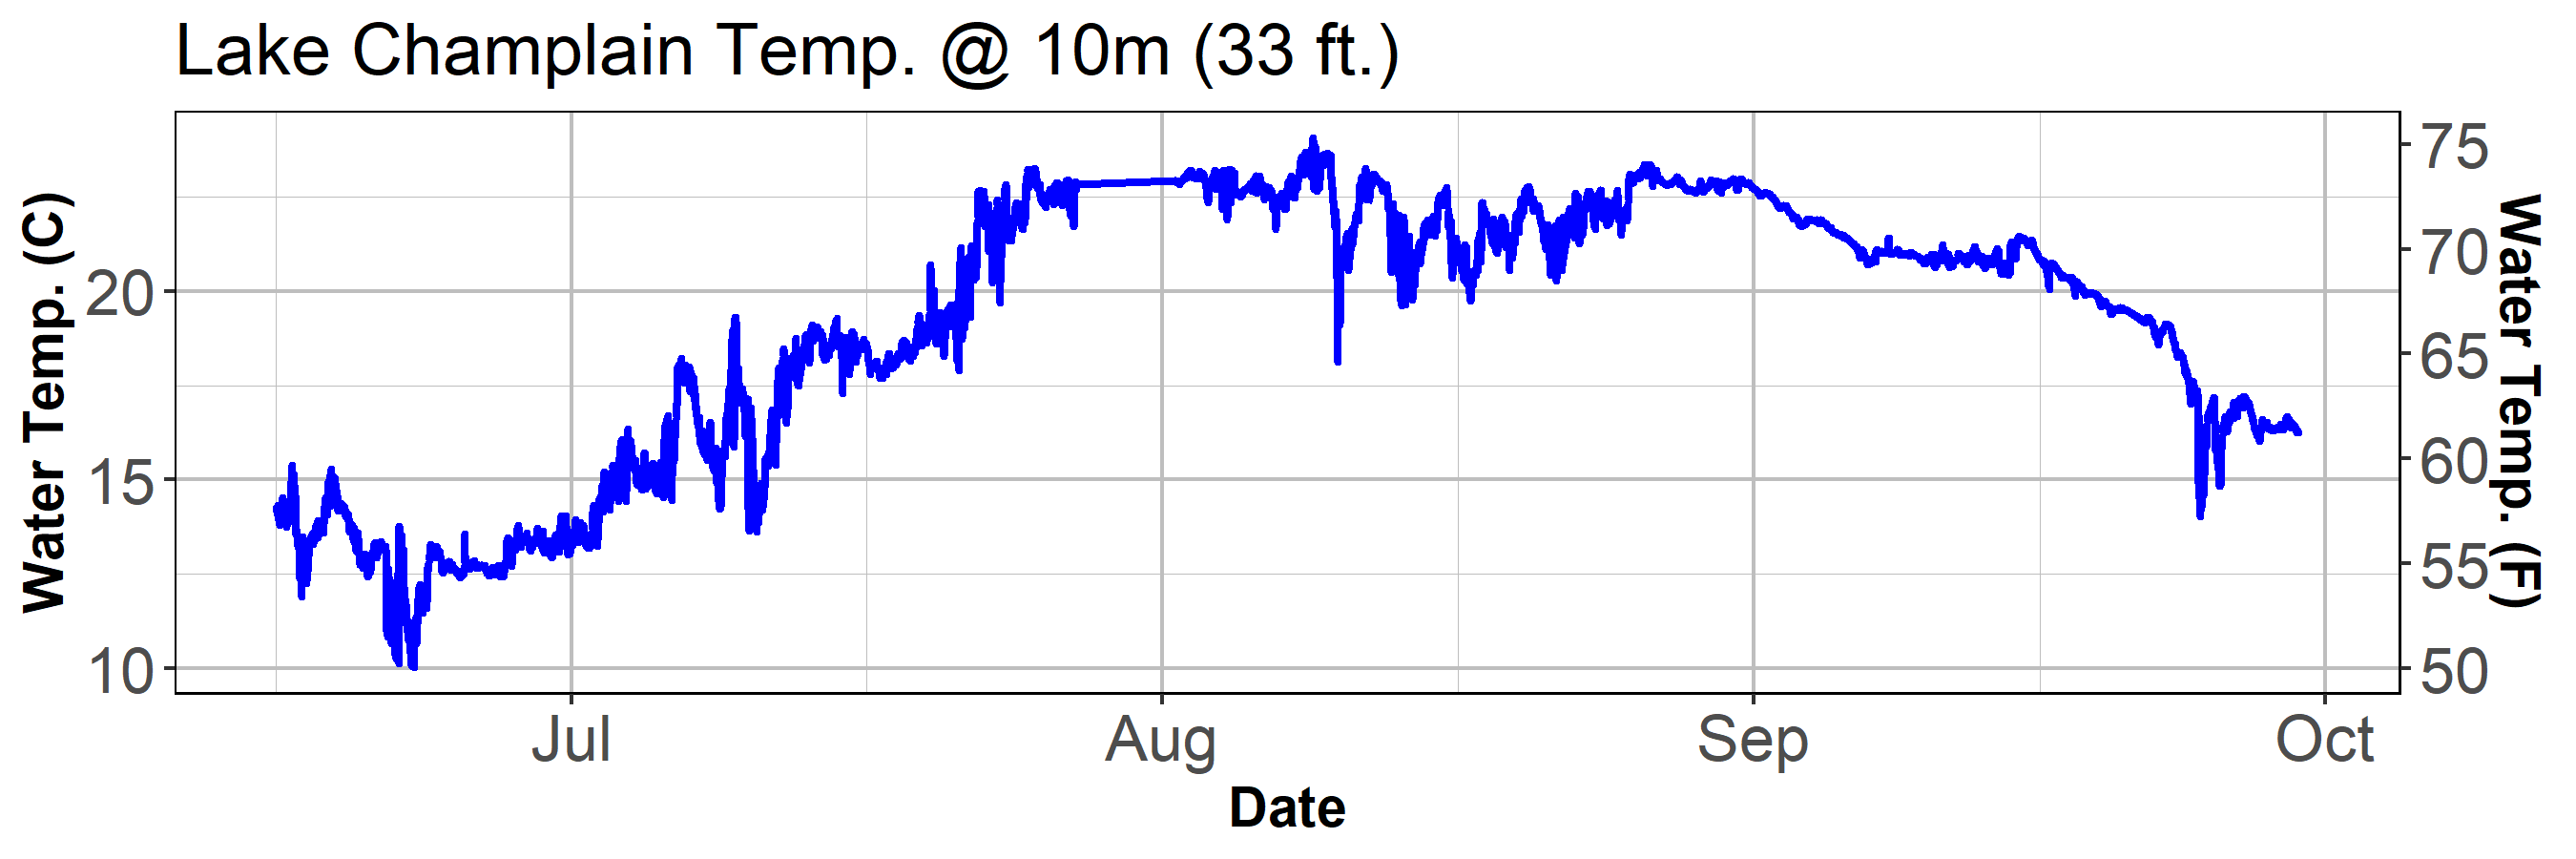 Lake Champlain Temp. @ 10m (33 ft.)
Water Temp. (C)
20
15
10
75
70
65
60
55
50
Water Temp. (F)
Jul
Aug
Sep
Oct
Date